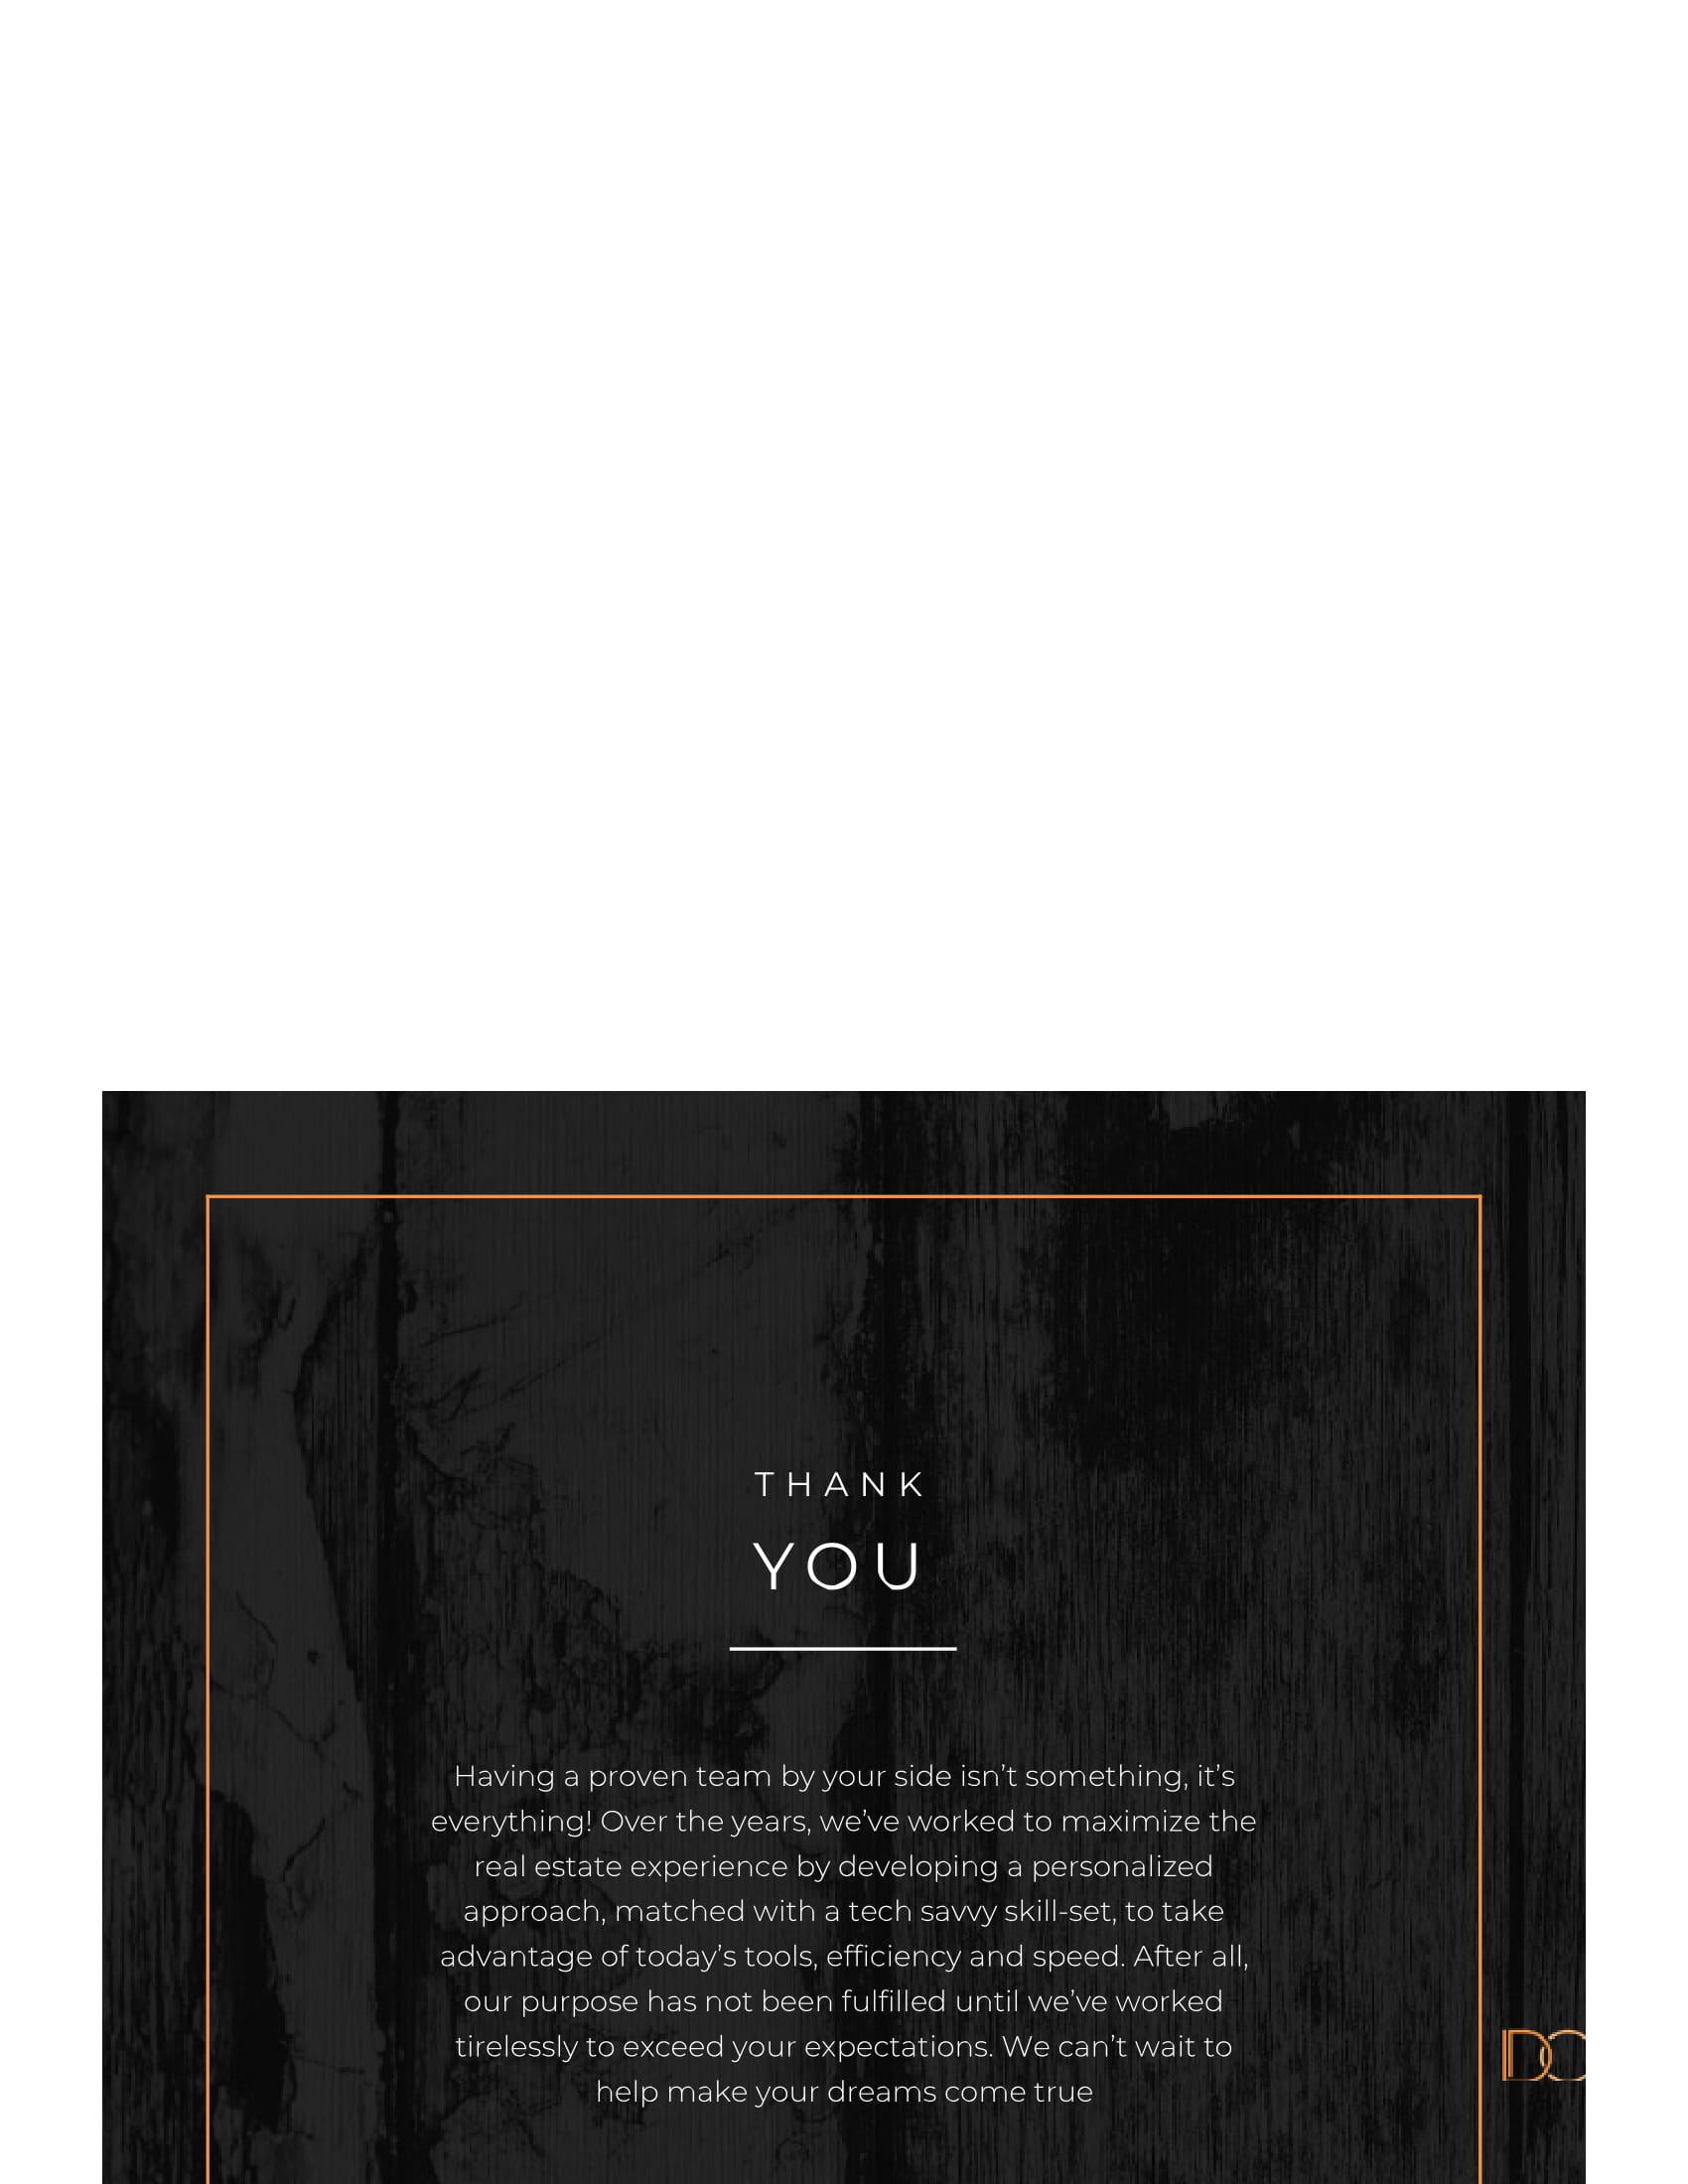 THANK
YOU
Having a proven team by your side isn’t something, it’s
everything! Over the years, we’ve worked to maximize the
real estate experience by developing a personalized
approach, matched with a tech savvy skill-set, to take
advantage of today’s tools, efficiency and speed. After all,
our purpose has not been fulfilled until we’ve worked
tirelessly to exceed your expectations. We can’t wait to
help make your dreams come true